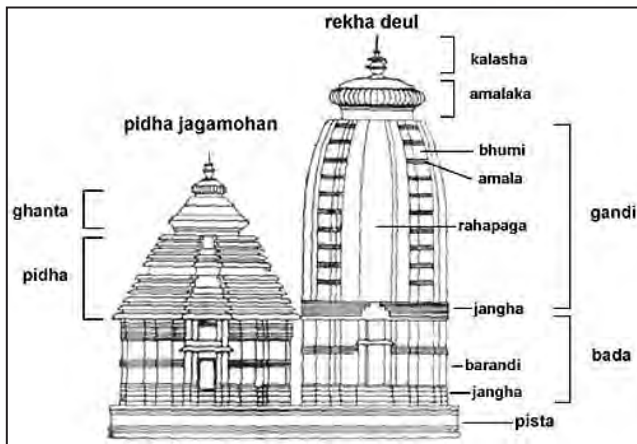 rekha deul
kalasha
amalaka
pidha jagamohan
bhumi
amala
ghanta
gandi
rahapaga
pidha
jangha
bada
barandi
jangha
pista